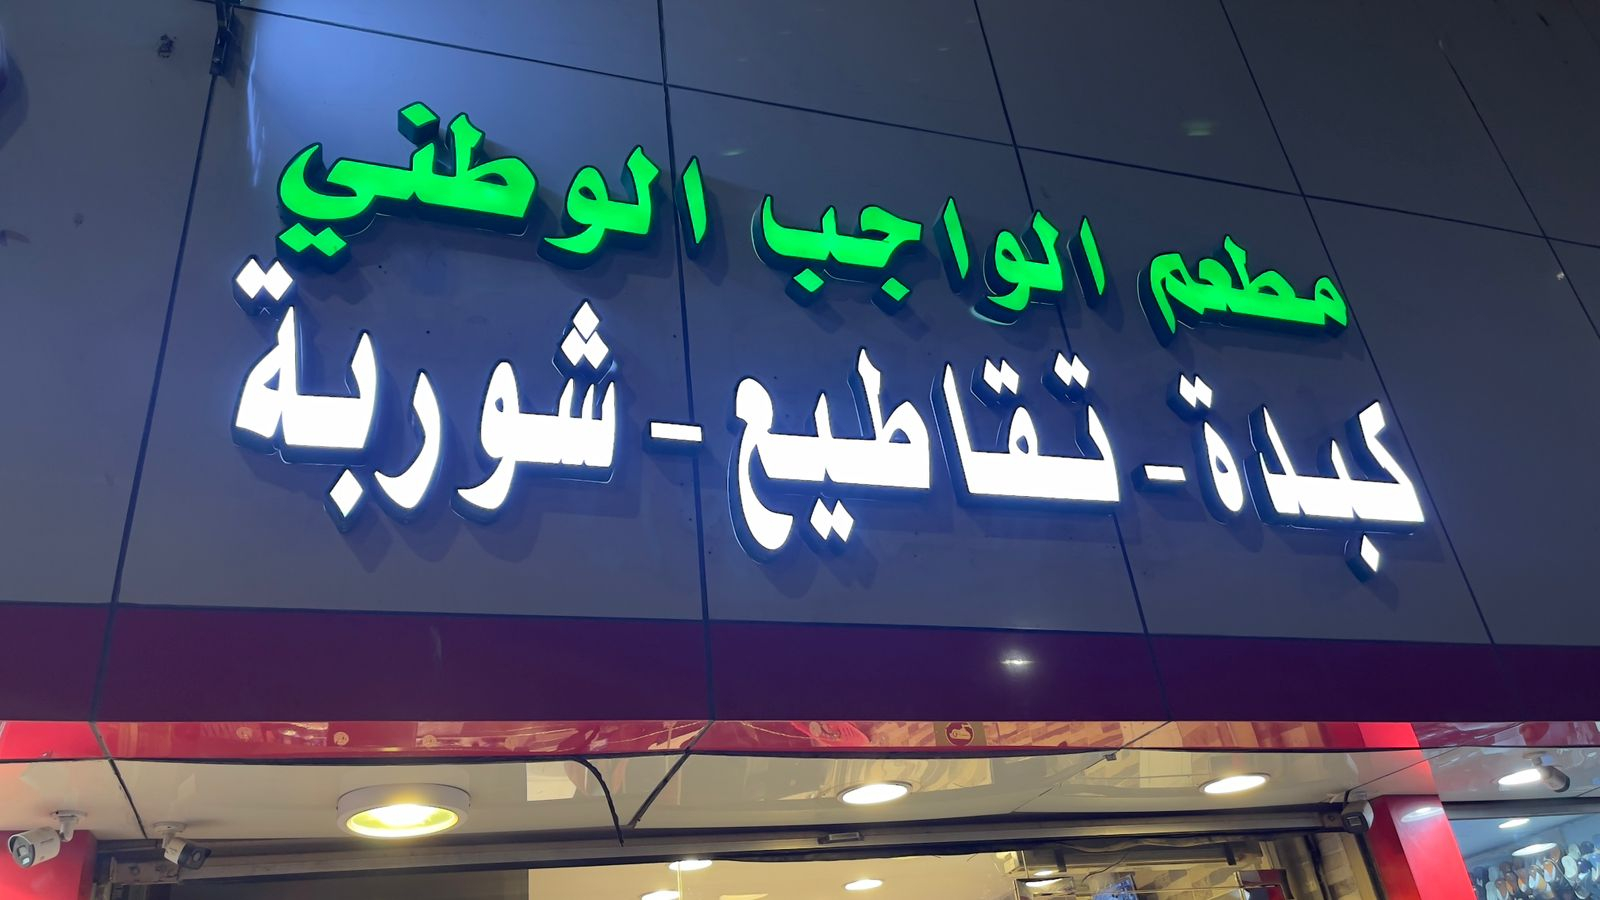 مطعم الواجب الوطني
كبدة - تقاطيع - شوربة